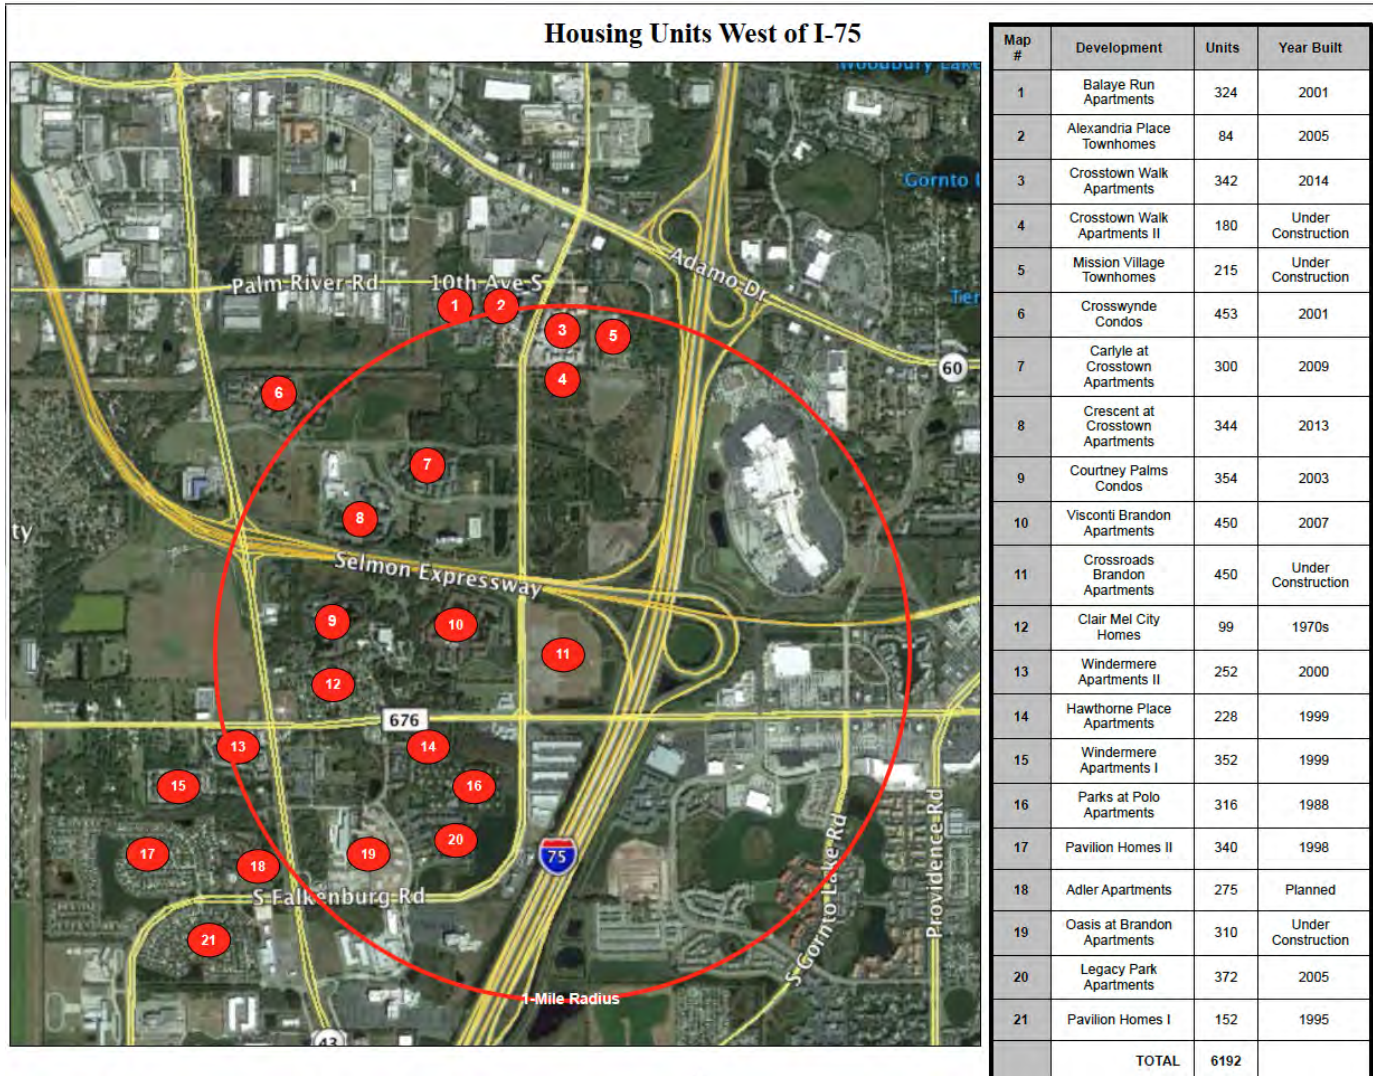 Housing Units West of I-75
Woodbury Lake
Gornto L
Adamo Dr
Palm River Rd
10th Ave S
Tier
1
2
3
5
60
4
6
7
8
ty
Selmon Expressway
9
10
11
12
676
13
14
15
16
17
18
19
20
75
S Falkenburg Rd
S Gornto Lake Rd
Providence Rd
21
1-Mile Radius
43
Map # Development Units Year Built
1 Balaye Run Apartments 324 2001
2 Alexandria Place Townhomes 84 2005
3 Crosstown Walk Apartments 342 2014
4 Crosstown Walk Apartments II 180 Under Construction
5 Mission Village Townhomes 215 Under Construction
6 Crosswynde Condos 453 2001
7 Carlyle at Crosstown Apartments 300 2009
8 Crescent at Crosstown Apartments 344 2013
9 Courtney Palms Condos 354 2003
10 Visconti Brandon Apartments 450 2007
11 Crossroads Brandon Apartments 450 Under Construction
12 Clair Mel City Homes 99 1970s
13 Windermere Apartments II 252 2000
14 Hawthorne Place Apartments 228 1999
15 Windermere Apartments I 352 1999
16 Parks at Polo Apartments 316 1988
17 Pavilion Homes II 340 1998
18 Adler Apartments 275 Planned
19 Oasis at Brandon Apartments 310 Under Construction
20 Legacy Park Apartments 372 2005
21 Pavilion Homes I 152 1995
TOTAL 6192